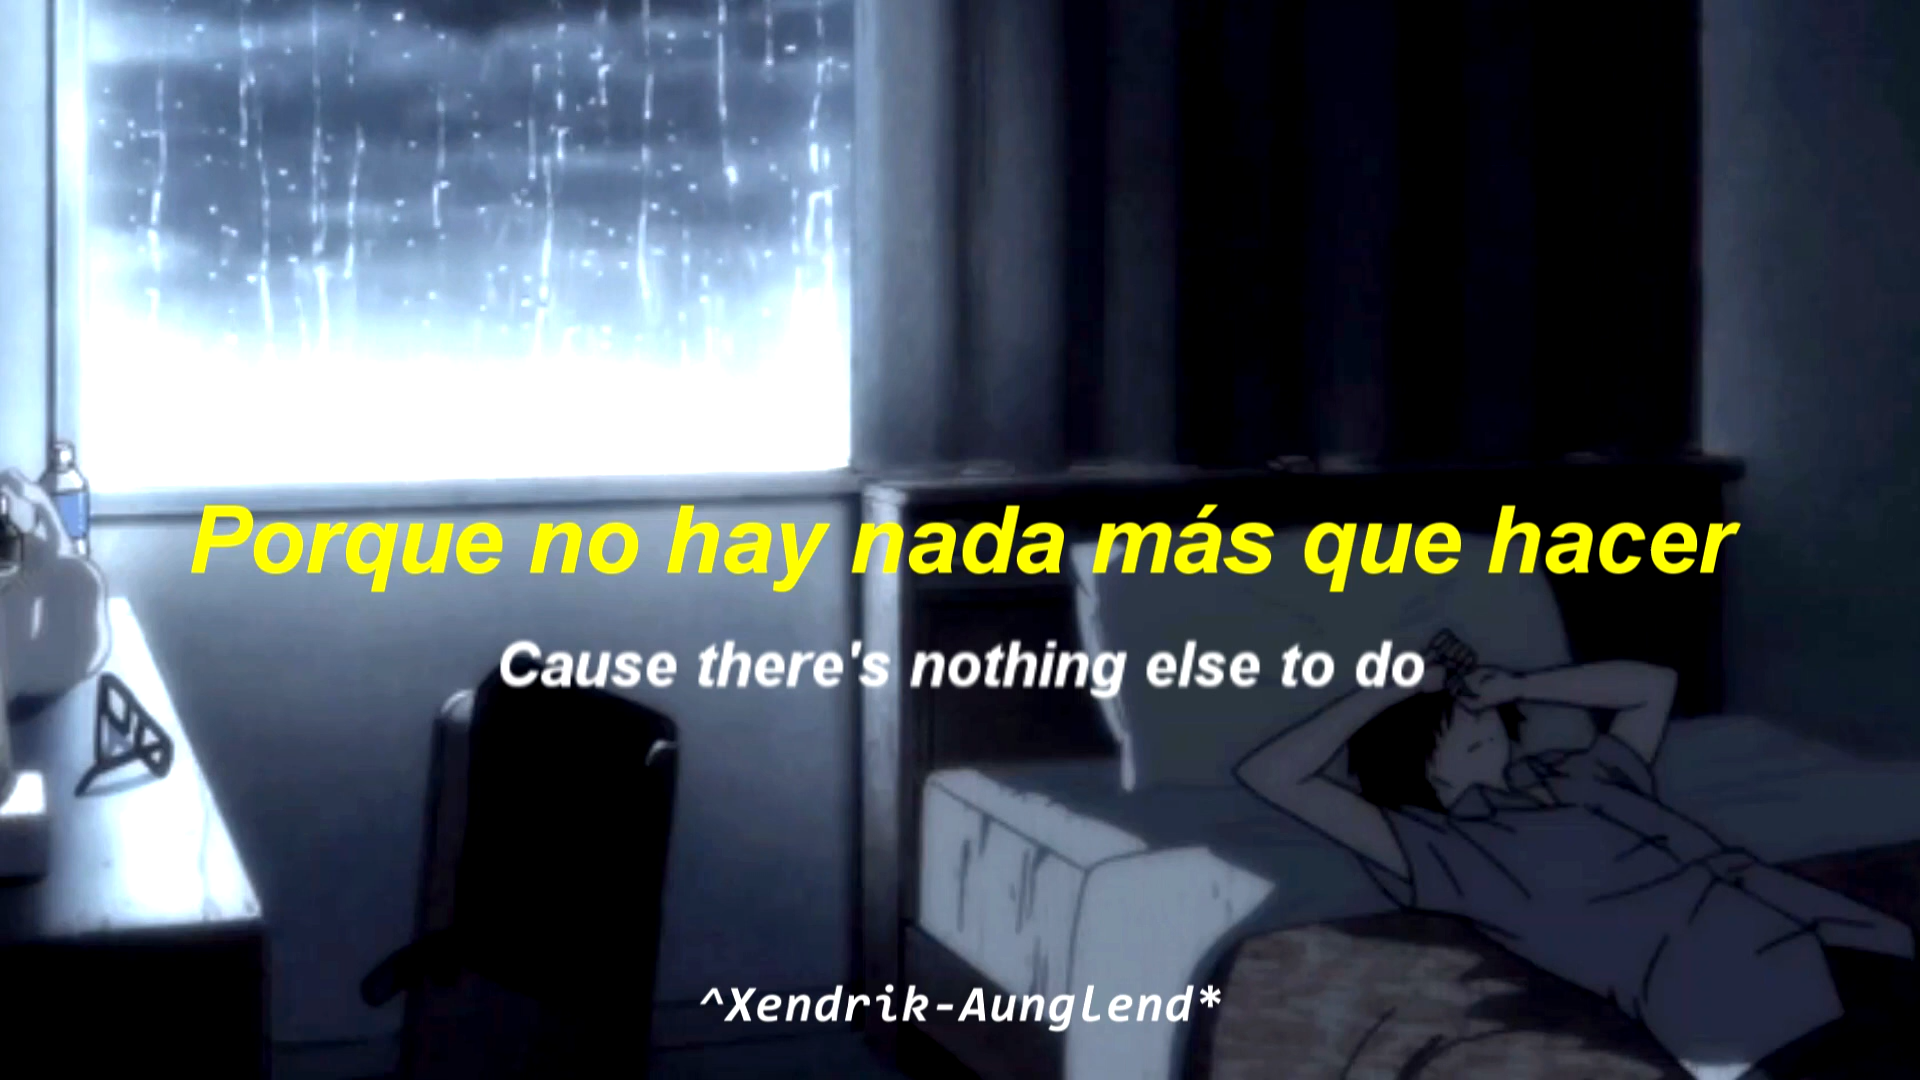 Porque no hay nada más que hacer
Cause there's nothing else to do
^Xendrik-Aunglend*